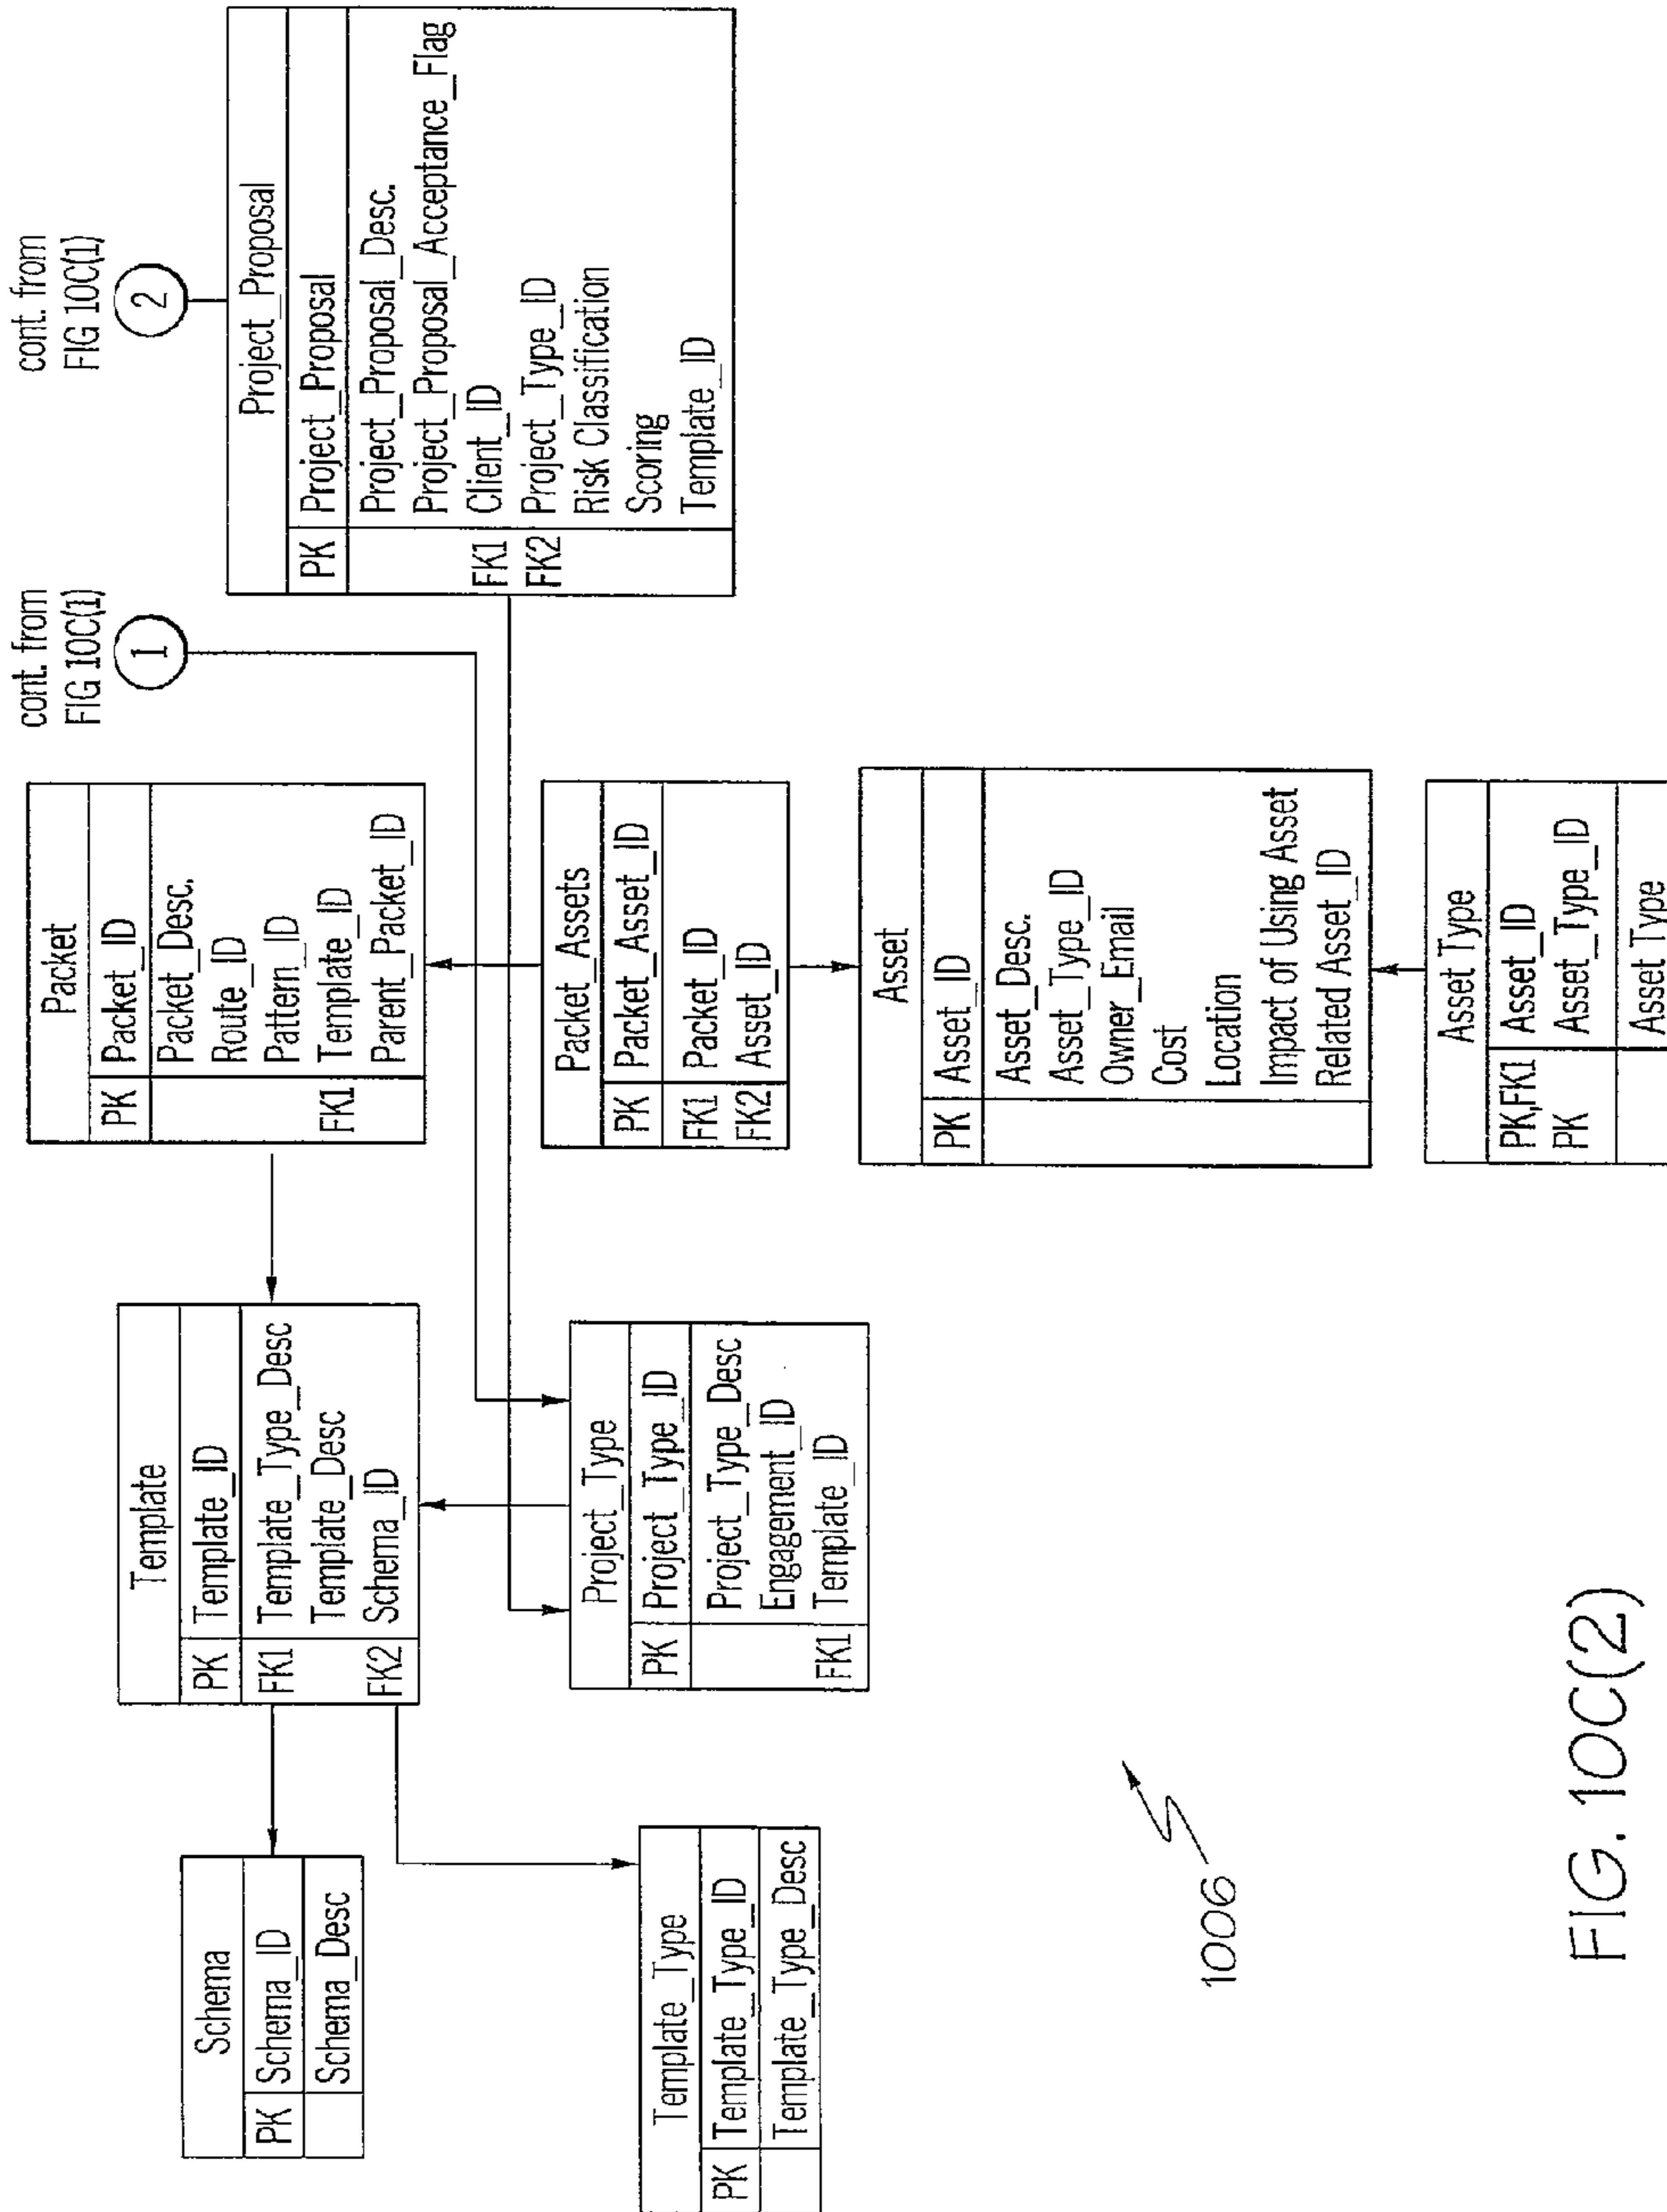 cont. from
FIG 10C(1)
1
cont. from
FIG 10C(1)
2
Schema
PK Schema_ID
Schema_Desc
Template
PK Template_ID
FK1 Template_Type_Desc
Template_Desc
FK2 Schema_ID
Packet
PK Packet_ID
Packet_Desc.
Route_ID
Pattern_ID
FK1 Template_ID
Parent_Packet_ID
Project_Proposal
PK Project_Proposal
Project_Proposal_Desc.
Project_Proposal_Acceptance_Flag
FK1 Client_ID
FK2 Project_Type_ID
Risk Classification
Scoring
Template_ID
Template_Type
PK Template_Type_ID
Template_Type_Desc
Project_Type
PK Project_Type_ID
Project_Type_Desc
Engagement_ID
FK1 Template_ID
Packet_Assets
PK Packet_Asset_ID
FK1 Packet_ID
FK2 Asset_ID
Asset
PK Asset_ID
Asset_Desc.
Asset_Type_ID
Owner_Email
Cost
Location
Impact of Using Asset
Related Asset_ID
Asset Type
PK,FK1 Asset_ID
PK Asset_Type_ID
Asset Type
1006
FIG. 10C(2)